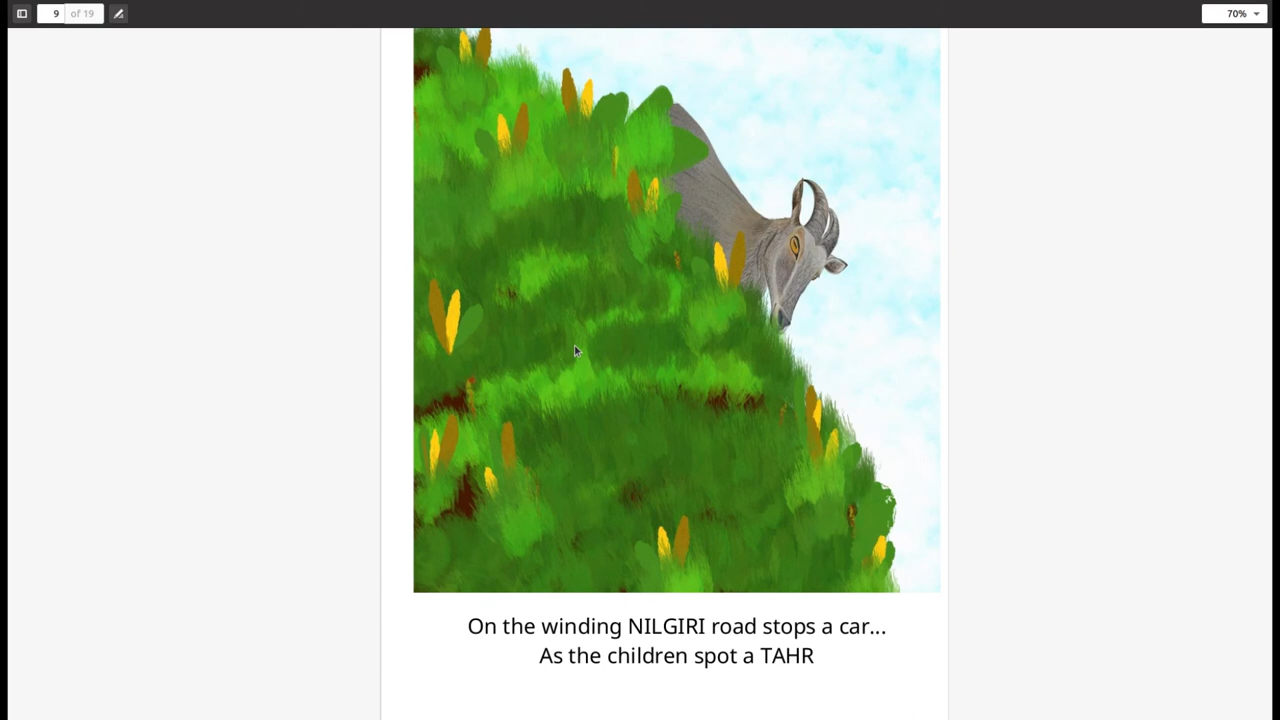 9 of 19
70%
On the winding NILGIRI road stops a car...
As the children spot a TAHR